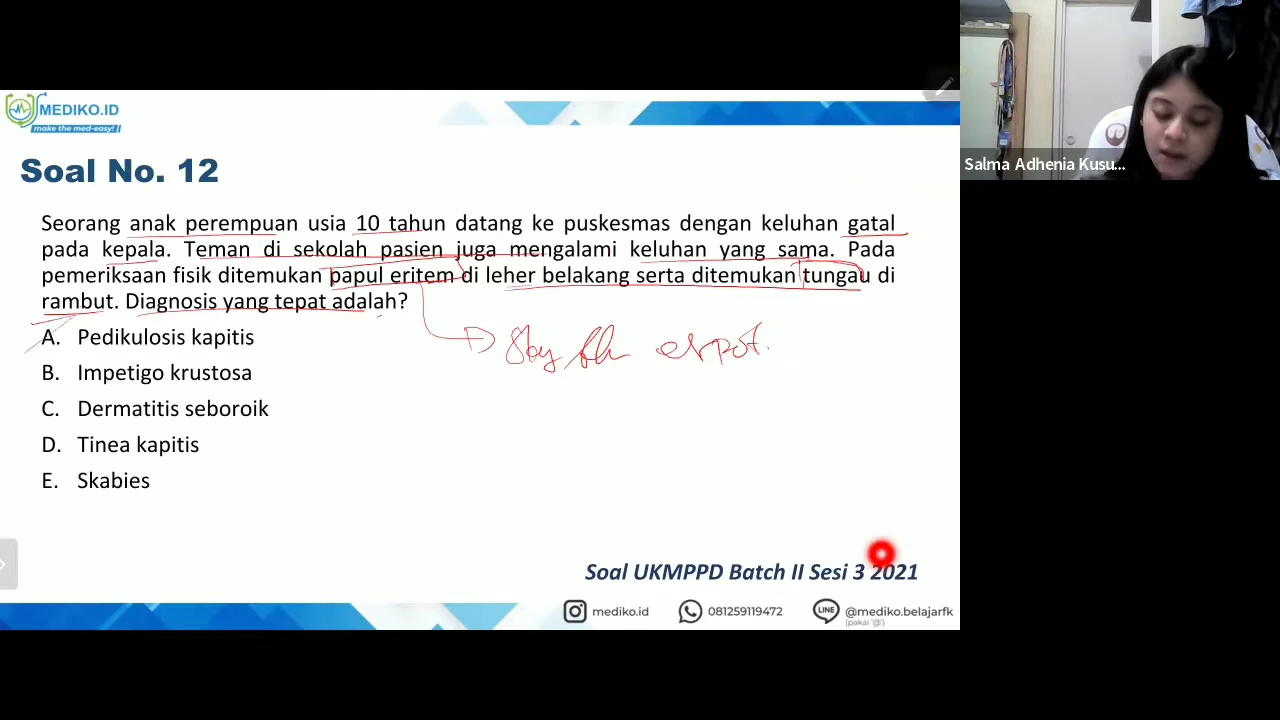 MEDIKO.ID
make the med-easy!
Soal No. 12
Salma Adhenia Kusu...
Seorang anak perempuan usia 10 tahun datang ke puskesmas dengan keluhan gatal
pada kepala. Teman di sekolah pasien juga mengalami keluhan yang sama. Pada
pemeriksaan fisik ditemukan papul eritem di leher belakang serta ditemukan tungau di
rambut. Diagnosis yang tepat adalah?
A. Pedikulosis kapitis
B. Impetigo krustosa
C. Dermatitis seboroik
D. Tinea kapitis
E. Skabies
Soal UKMPPD Batch II Sesi 3 2021
mediko.id
081259119472
LINE
@mediko.belajarfk
(pakai '@')